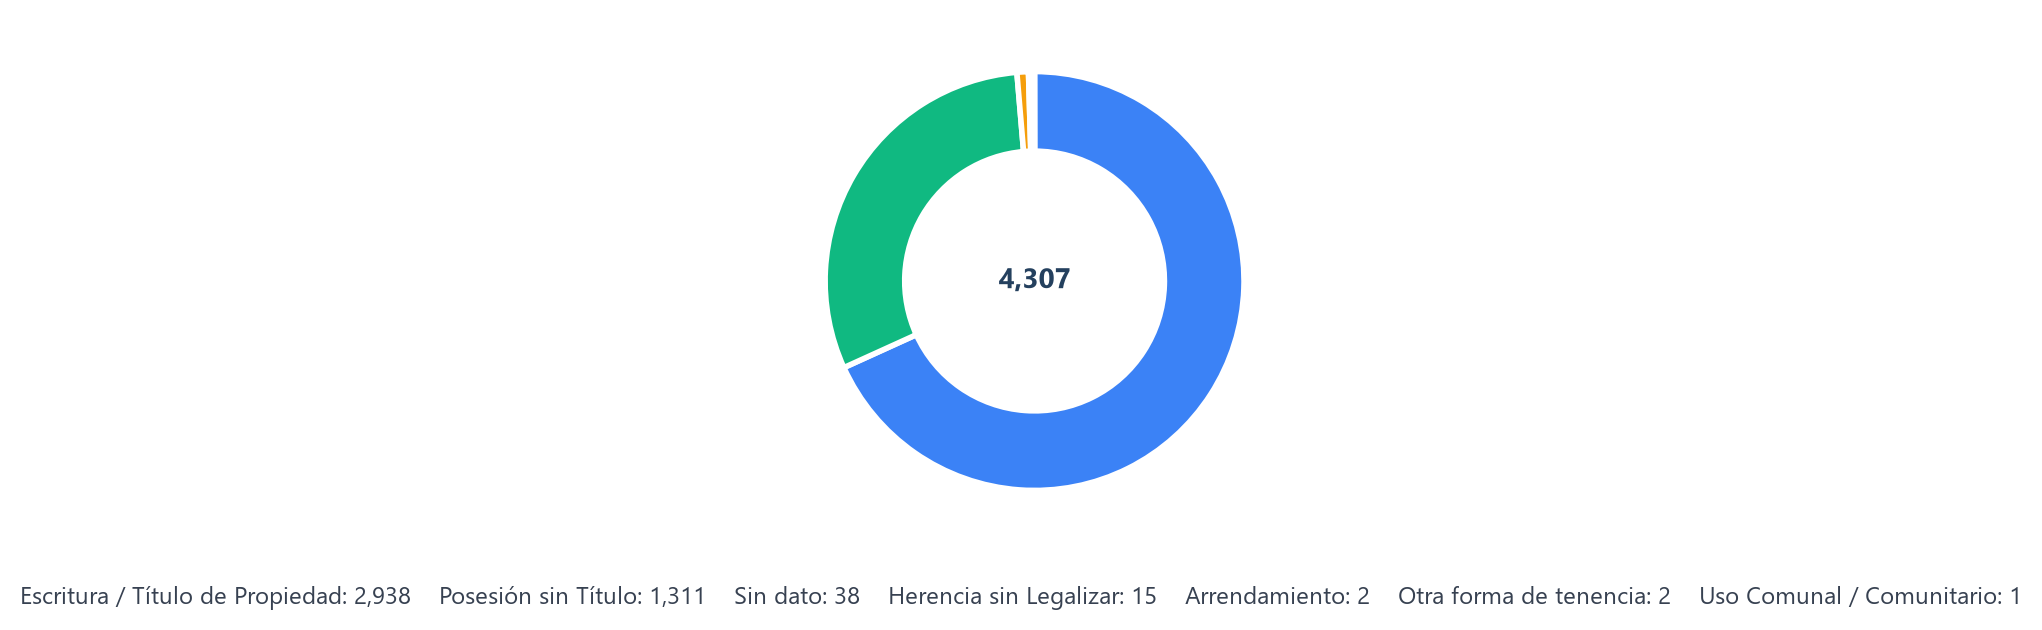 4,307
Escritura / Título de Propiedad: 2,938 Posesión sin Título: 1,311 Sin dato: 38 Herencia sin Legalizar: 15 Arrendamiento: 2 Otra forma de tenencia: 2 Uso Comunal / Comunitario: 1